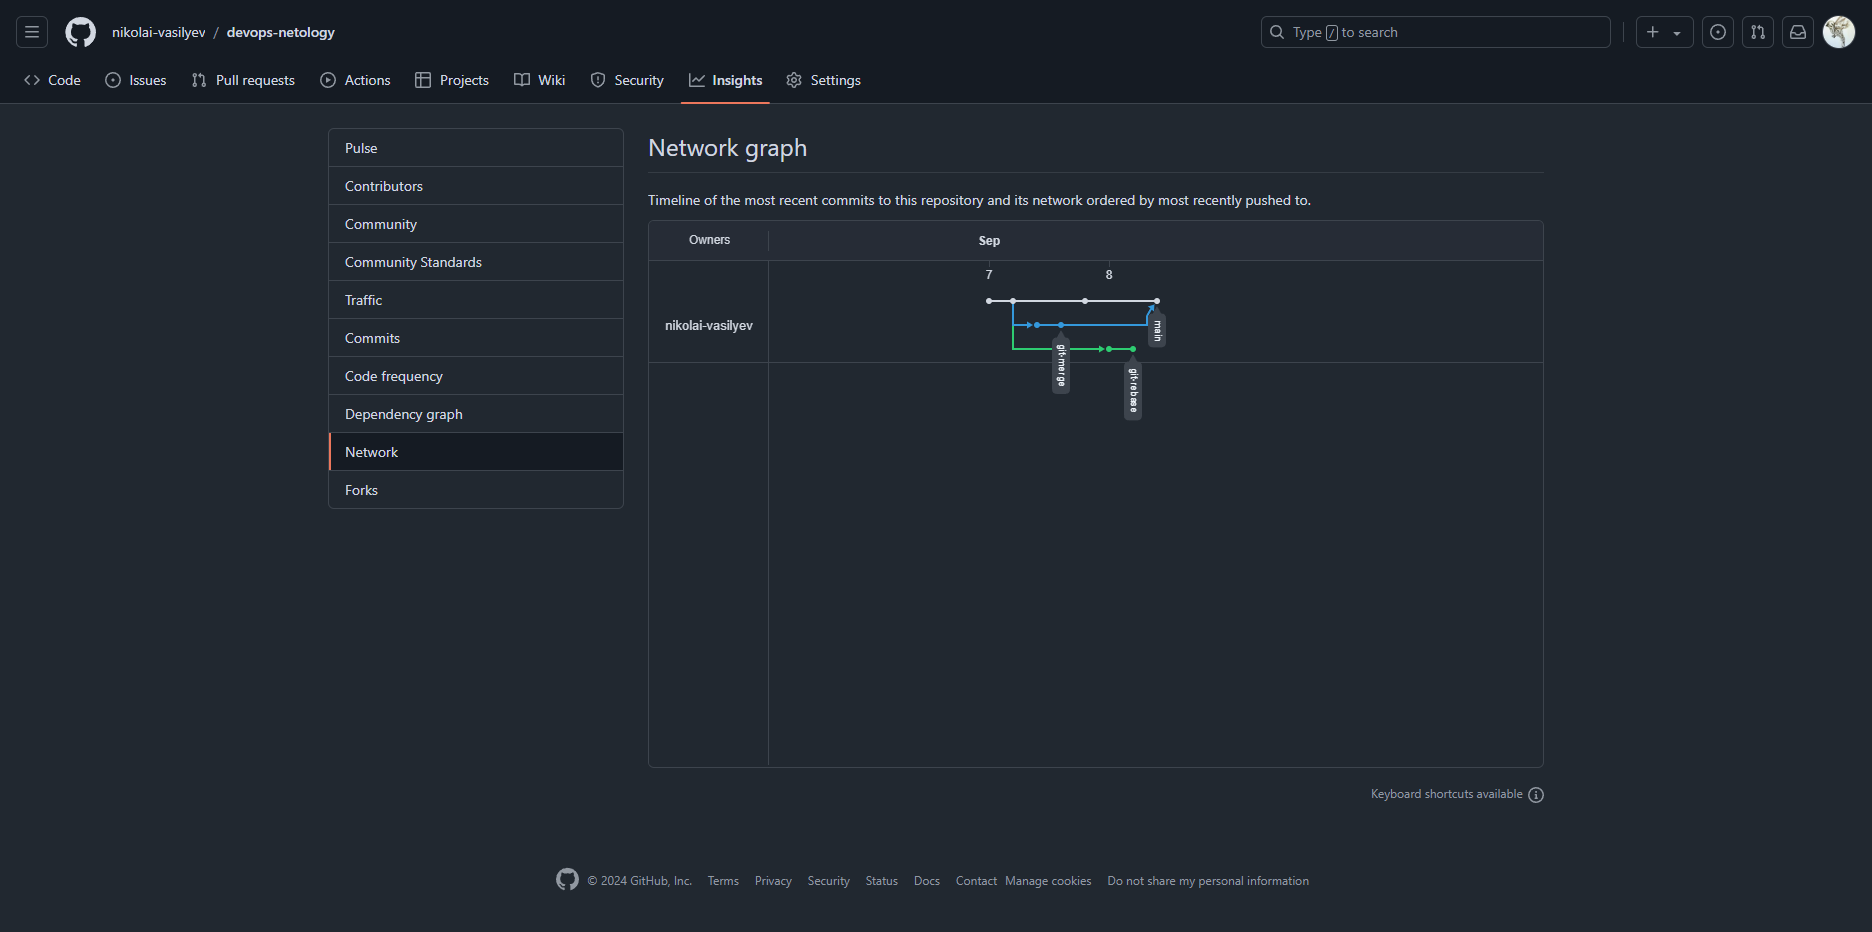 nikolai-vasilyev / devops-netology
Type / to search
Code Issues Pull requests Actions Projects Wiki Security Insights Settings
Pulse
Contributors
Community
Community Standards
Traffic
Commits
Code frequency
Dependency graph
Network
Forks
Network graph
Timeline of the most recent commits to this repository and its network ordered by most recently pushed to.
Owners
Sep
7 8
nikolai-vasilyev
main
git-merge
git-rebase
Keyboard shortcuts available
© 2024 GitHub, Inc. Terms Privacy Security Status Docs Contact Manage cookies Do not share my personal information